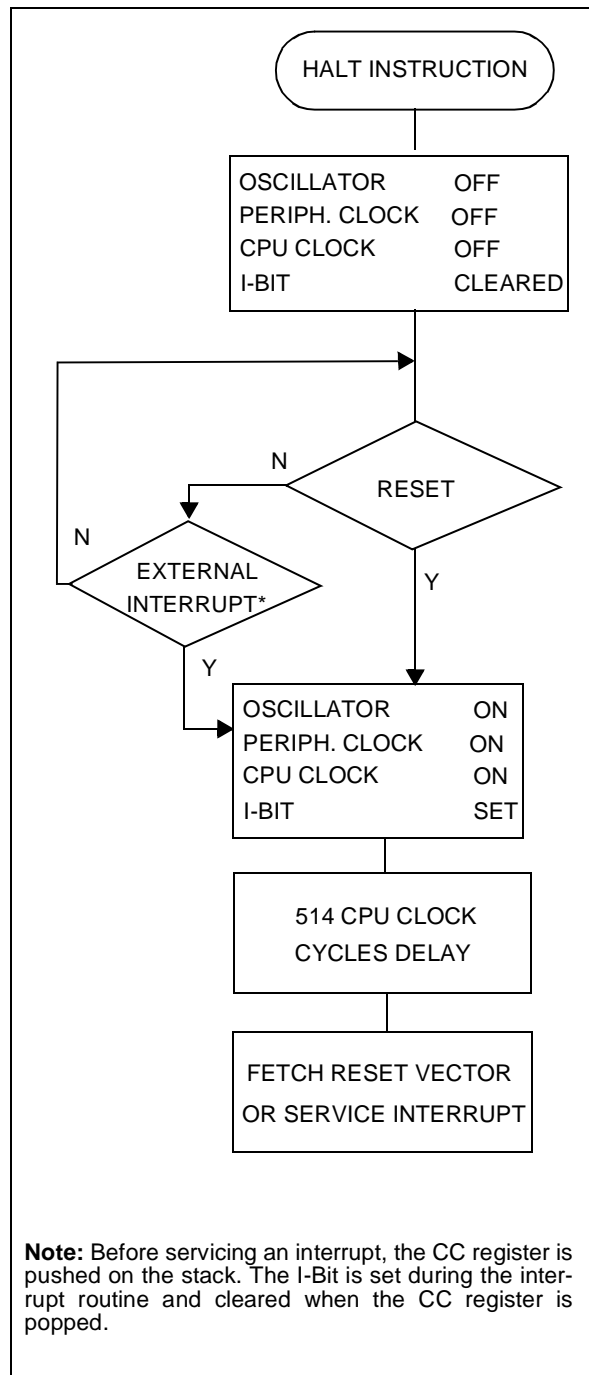 HALT INSTRUCTION
OSCILLATOR OFF
PERIPH. CLOCK OFF
CPU CLOCK OFF
I-BIT CLEARED
N
RESET
N
EXTERNAL
INTERRUPT*
Y
Y
OSCILLATOR ON
PERIPH. CLOCK ON
CPU CLOCK ON
I-BIT SET
514 CPU CLOCK
CYCLES DELAY
FETCH RESET VECTOR
OR SERVICE INTERRUPT
Note: Before servicing an interrupt, the CC register is
pushed on the stack. The I-Bit is set during the inter-
rupt routine and cleared when the CC register is
popped.